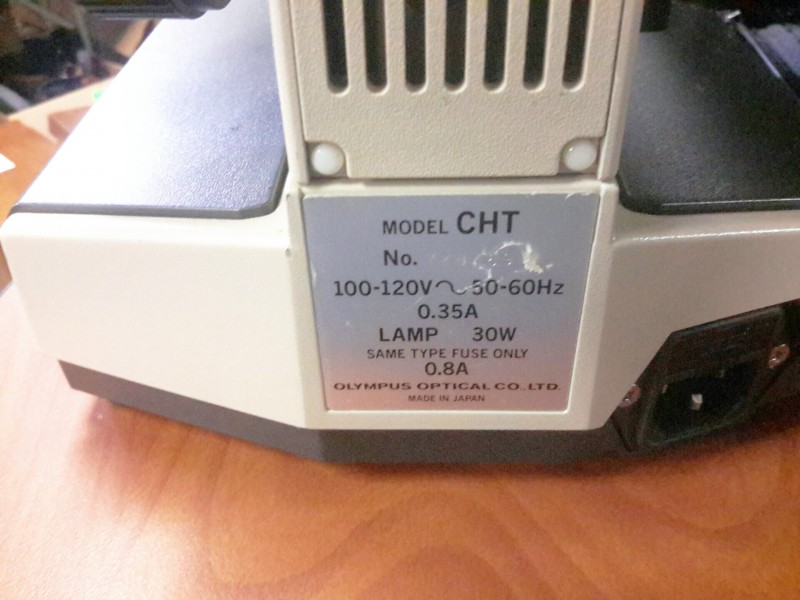 MODEL CHT
No.
100-120V～50-60Hz
0.35A
LAMP 30W
SAME TYPE FUSE ONLY
0.8A
OLYMPUS OPTICAL CO.,LTD.
MADE IN JAPAN